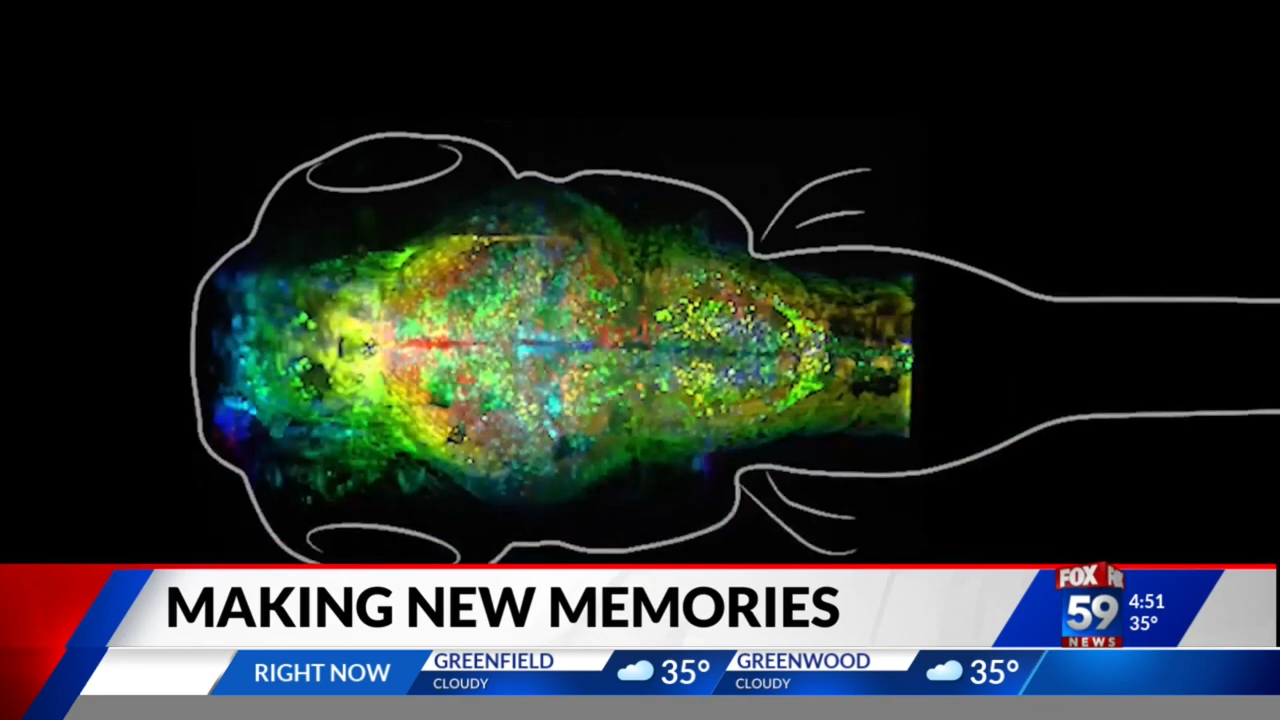 MAKING NEW MEMORIES
FOX
59
NEWS
4:51
35°
RIGHT NOW
GREENFIELD
CLOUDY
35°
GREENWOOD
CLOUDY
35°